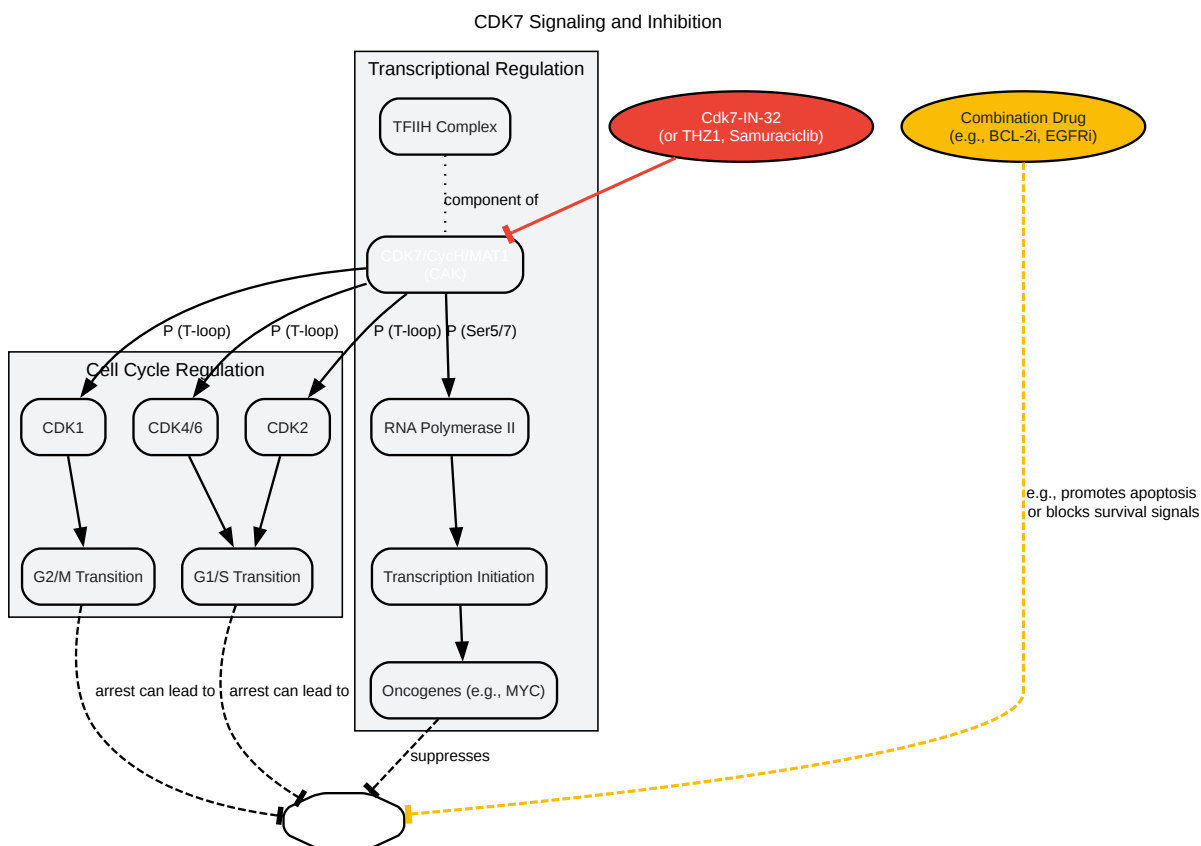 CDK7 Signaling and Inhibition
Transcriptional Regulation
TFIIH Complex
Cdk7-IN-32
(or THZ1, Samuraciclib)
Combination Drug
(e.g., BCL-2i, EGFRi)
component of
CDK7/CycH/MAT1
(CAK)
P (T-loop)
P (T-loop)
P (T-loop)
P (Ser5/7)
Cell Cycle Regulation
CDK1
CDK4/6
CDK2
RNA Polymerase II
e.g., promotes apoptosis
or blocks survival signals
G2/M Transition
G1/S Transition
Transcription Initiation
arrest can lead to
arrest can lead to
Oncogenes (e.g., MYC)
suppresses